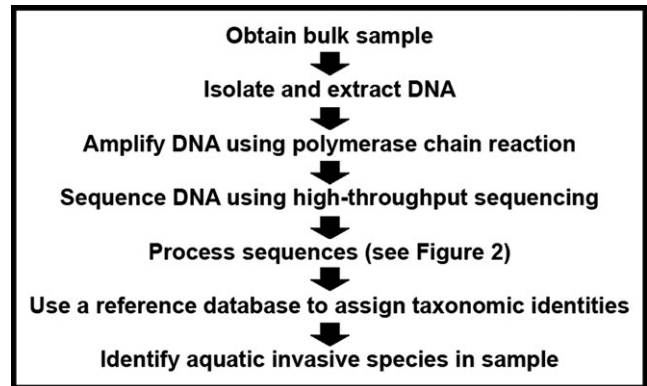 Obtain bulk sample
Isolate and extract DNA
Amplify DNA using polymerase chain reaction
Sequence DNA using high-throughput sequencing
Process sequences (see Figure 2)
Use a reference database to assign taxonomic identities
Identify aquatic invasive species in sample